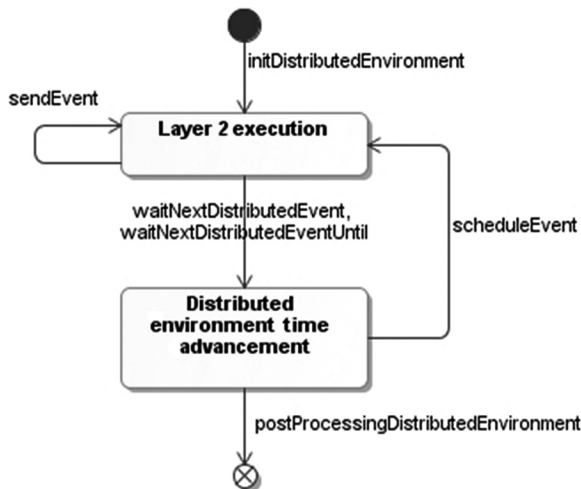 initDistributedEnvironment
sendEvent
Layer 2 execution
waitNextDistributedEvent,
waitNextDistributedEventUntil
scheduleEvent
Distributed
environment time
advancement
postProcessingDistributedEnvironment